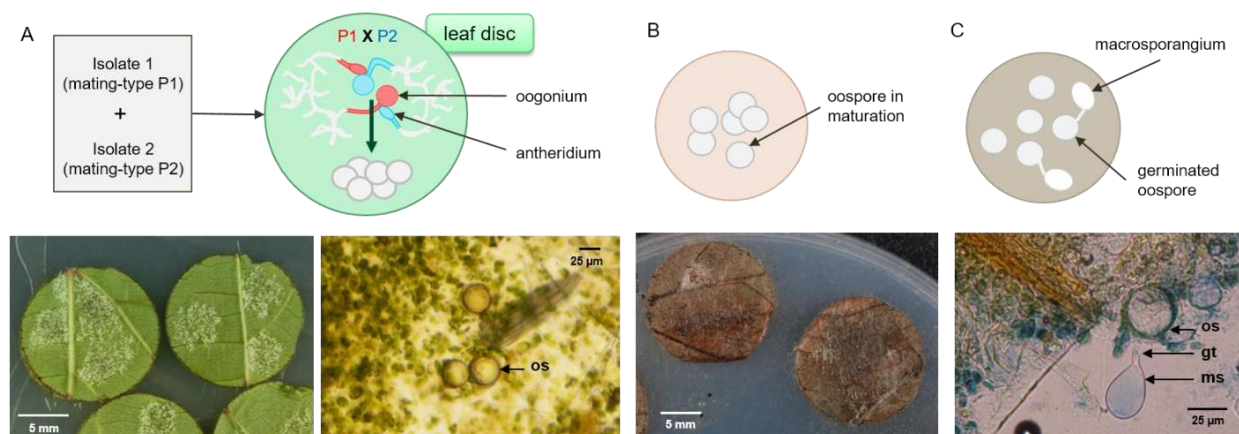 A
Isolate 1
(mating-type P1)
+
Isolate 2
(mating-type P2)
P1 X P2
leaf disc
oogonium
antheridium
B
oospore in
maturation
C
macrosporangium
germinated
oospore
5 mm
25 µm
os
5 mm
os
gt
ms
25 µm